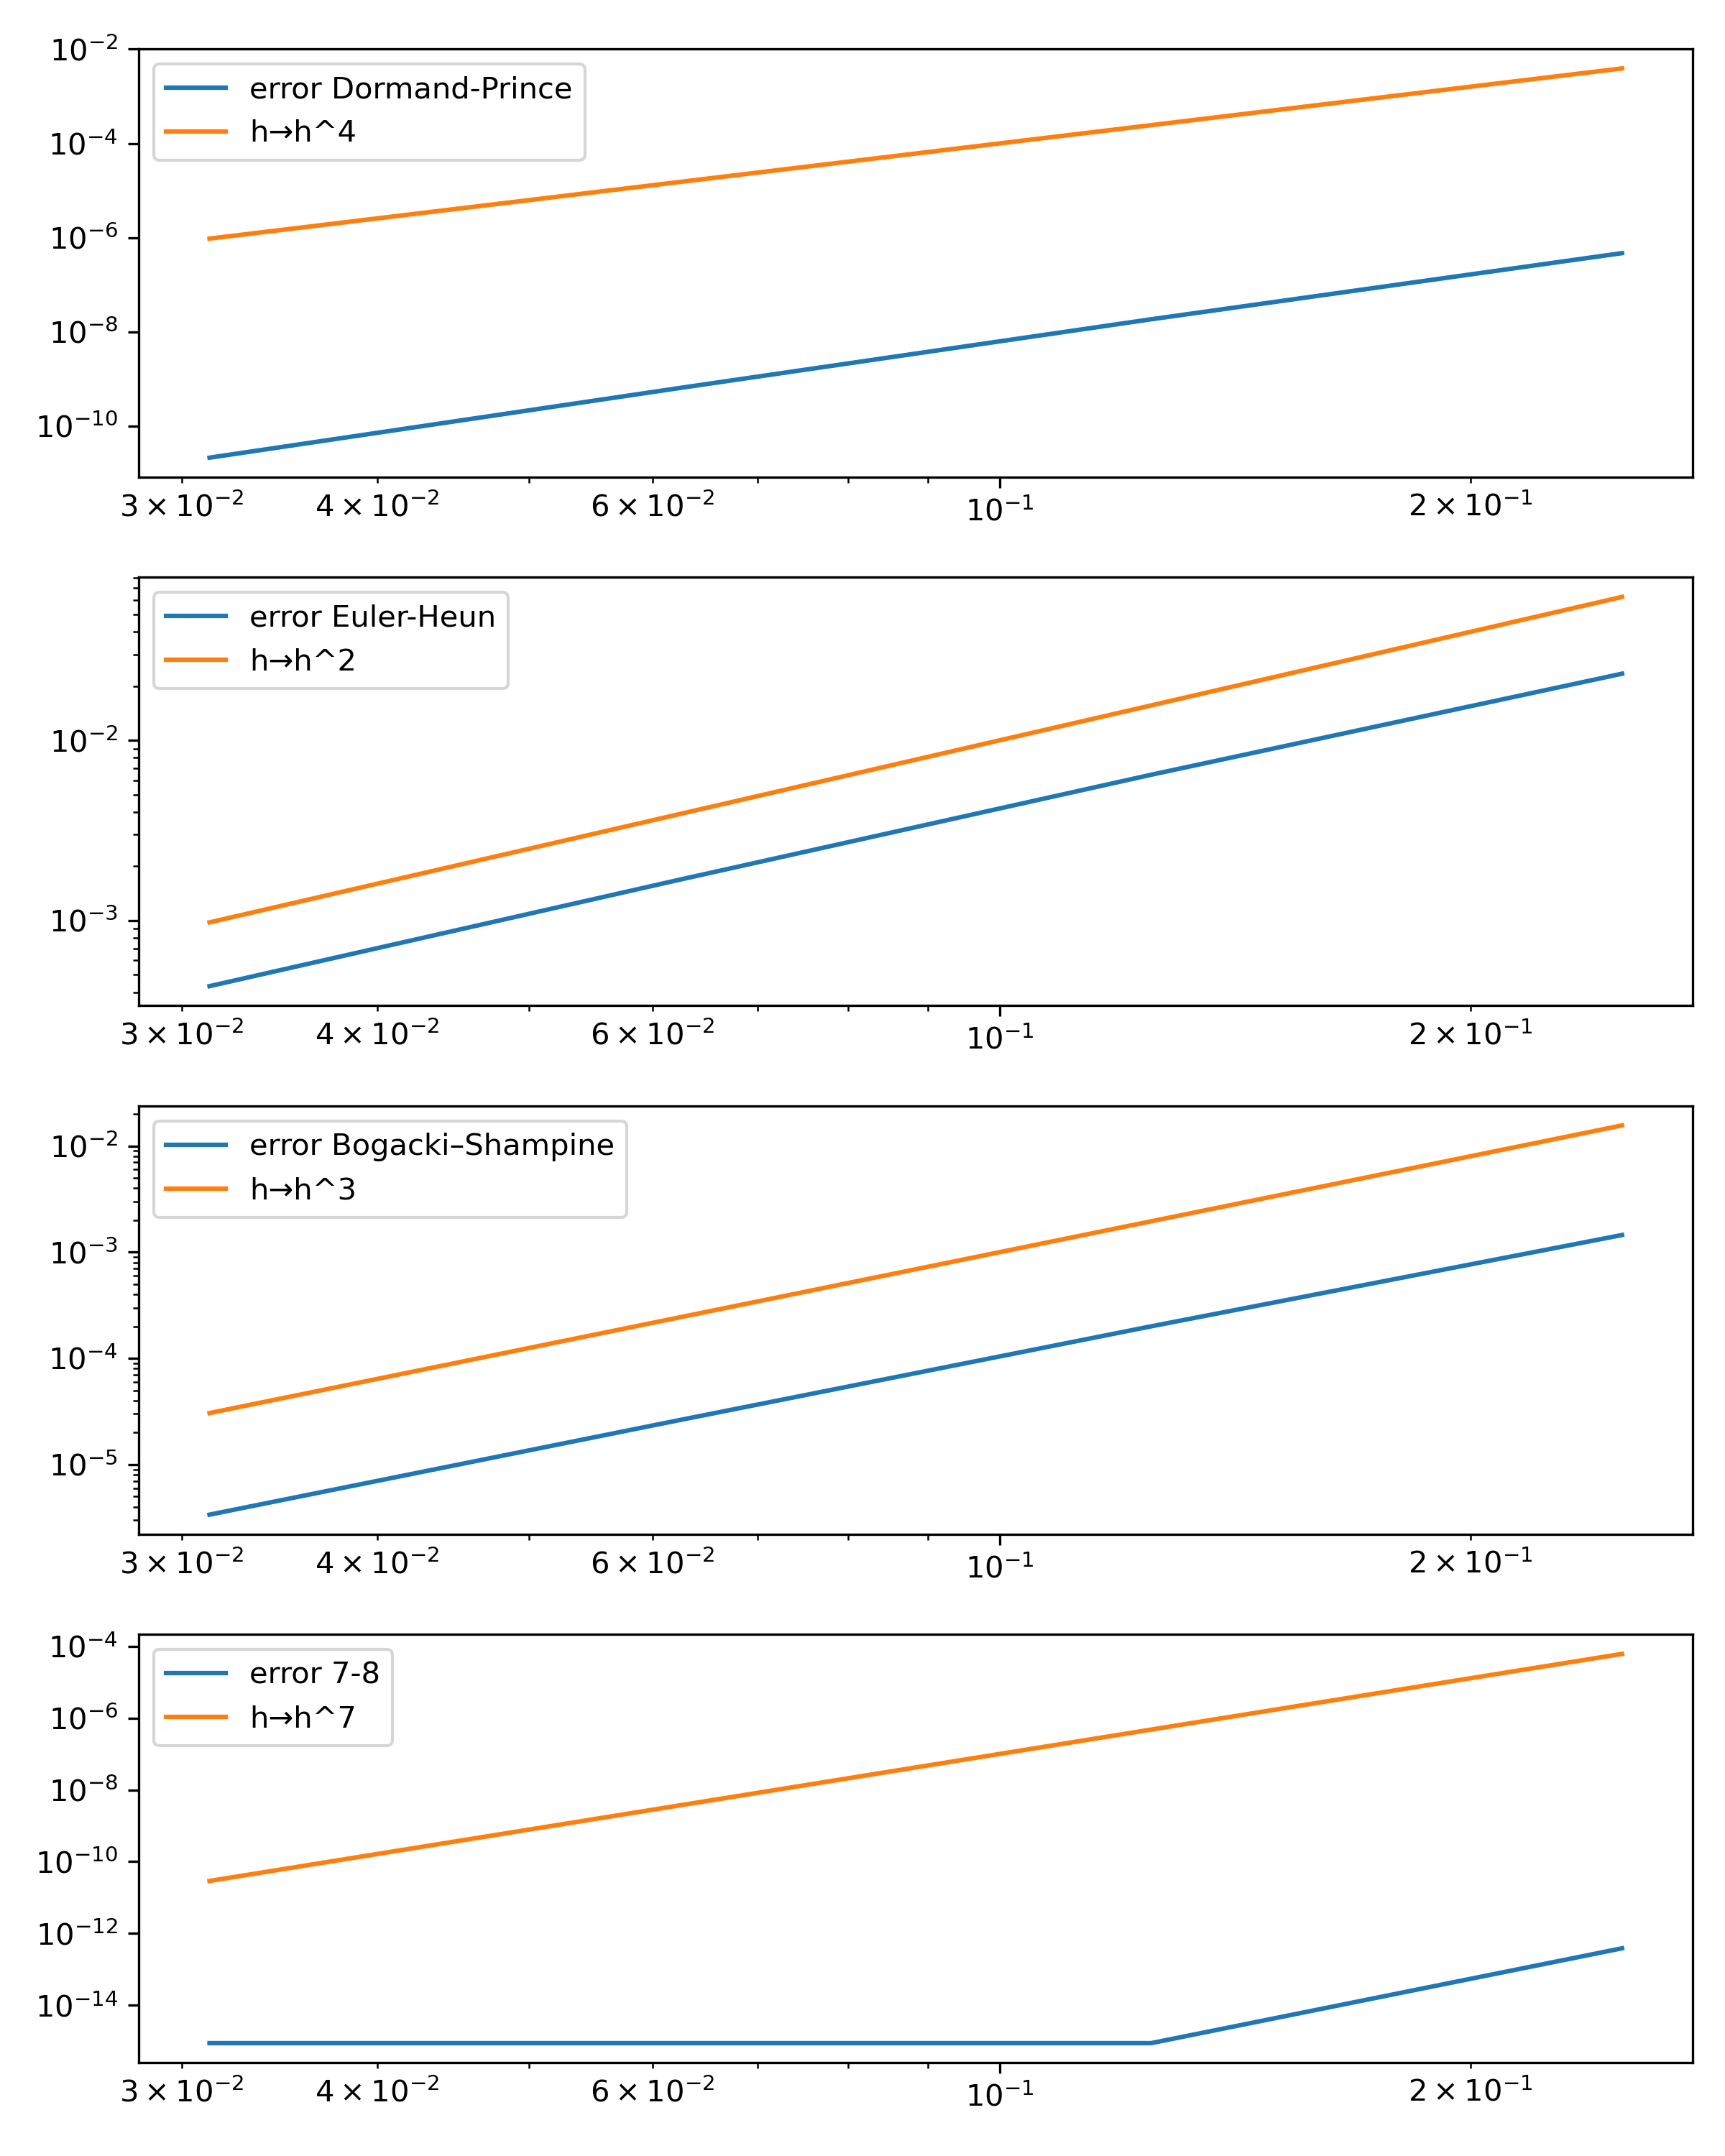 10⁻²
10⁻⁴
10⁻⁶
10⁻⁸
10⁻¹⁰
error Dormand-Prince
h→h^4
3 × 10⁻² 4 × 10⁻² 6 × 10⁻² 10⁻¹ 2 × 10⁻¹
10⁻²
10⁻³
error Euler-Heun
h→h^2
3 × 10⁻² 4 × 10⁻² 6 × 10⁻² 10⁻¹ 2 × 10⁻¹
10⁻²
10⁻³
10⁻⁴
10⁻⁵
error Bogacki–Shampine
h→h^3
3 × 10⁻² 4 × 10⁻² 6 × 10⁻² 10⁻¹ 2 × 10⁻¹
10⁻⁴
10⁻⁶
10⁻⁸
10⁻¹⁰
10⁻¹²
10⁻¹⁴
error 7-8
h→h^7
3 × 10⁻² 4 × 10⁻² 6 × 10⁻² 10⁻¹ 2 × 10⁻¹